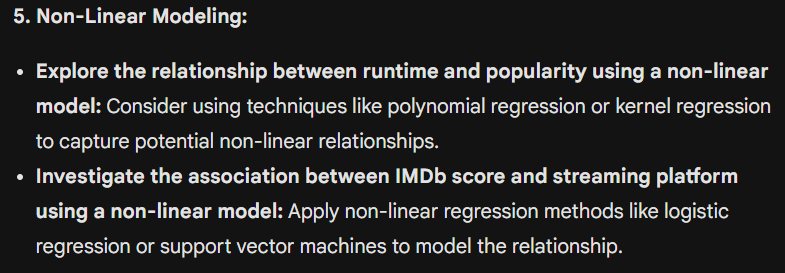 5. Non-Linear Modeling:
• Explore the relationship between runtime and popularity using a non-linear
model: Consider using techniques like polynomial regression or kernel regression
to capture potential non-linear relationships.
• Investigate the association between IMDb score and streaming platform
using a non-linear model: Apply non-linear regression methods like logistic
regression or support vector machines to model the relationship.